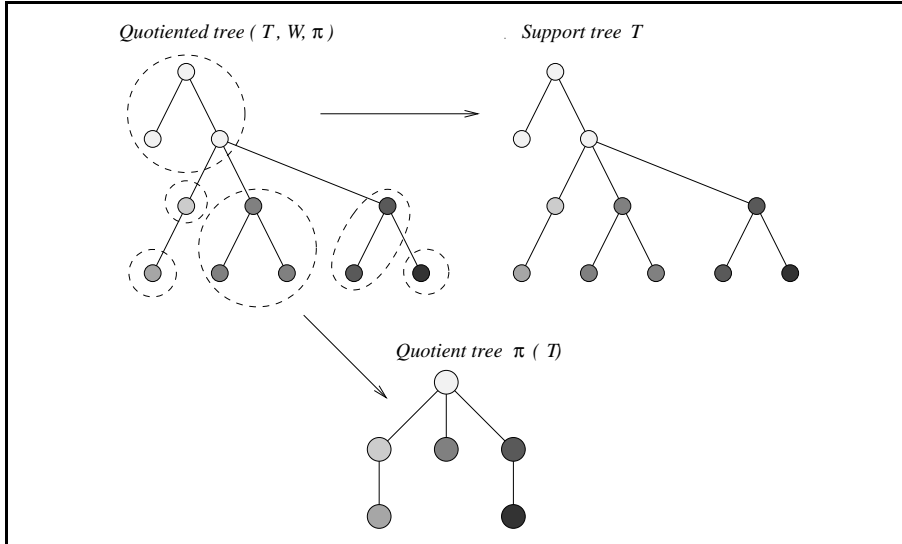 Quotiented tree ( T , W, π )
Support tree T
Quotient tree π ( T)